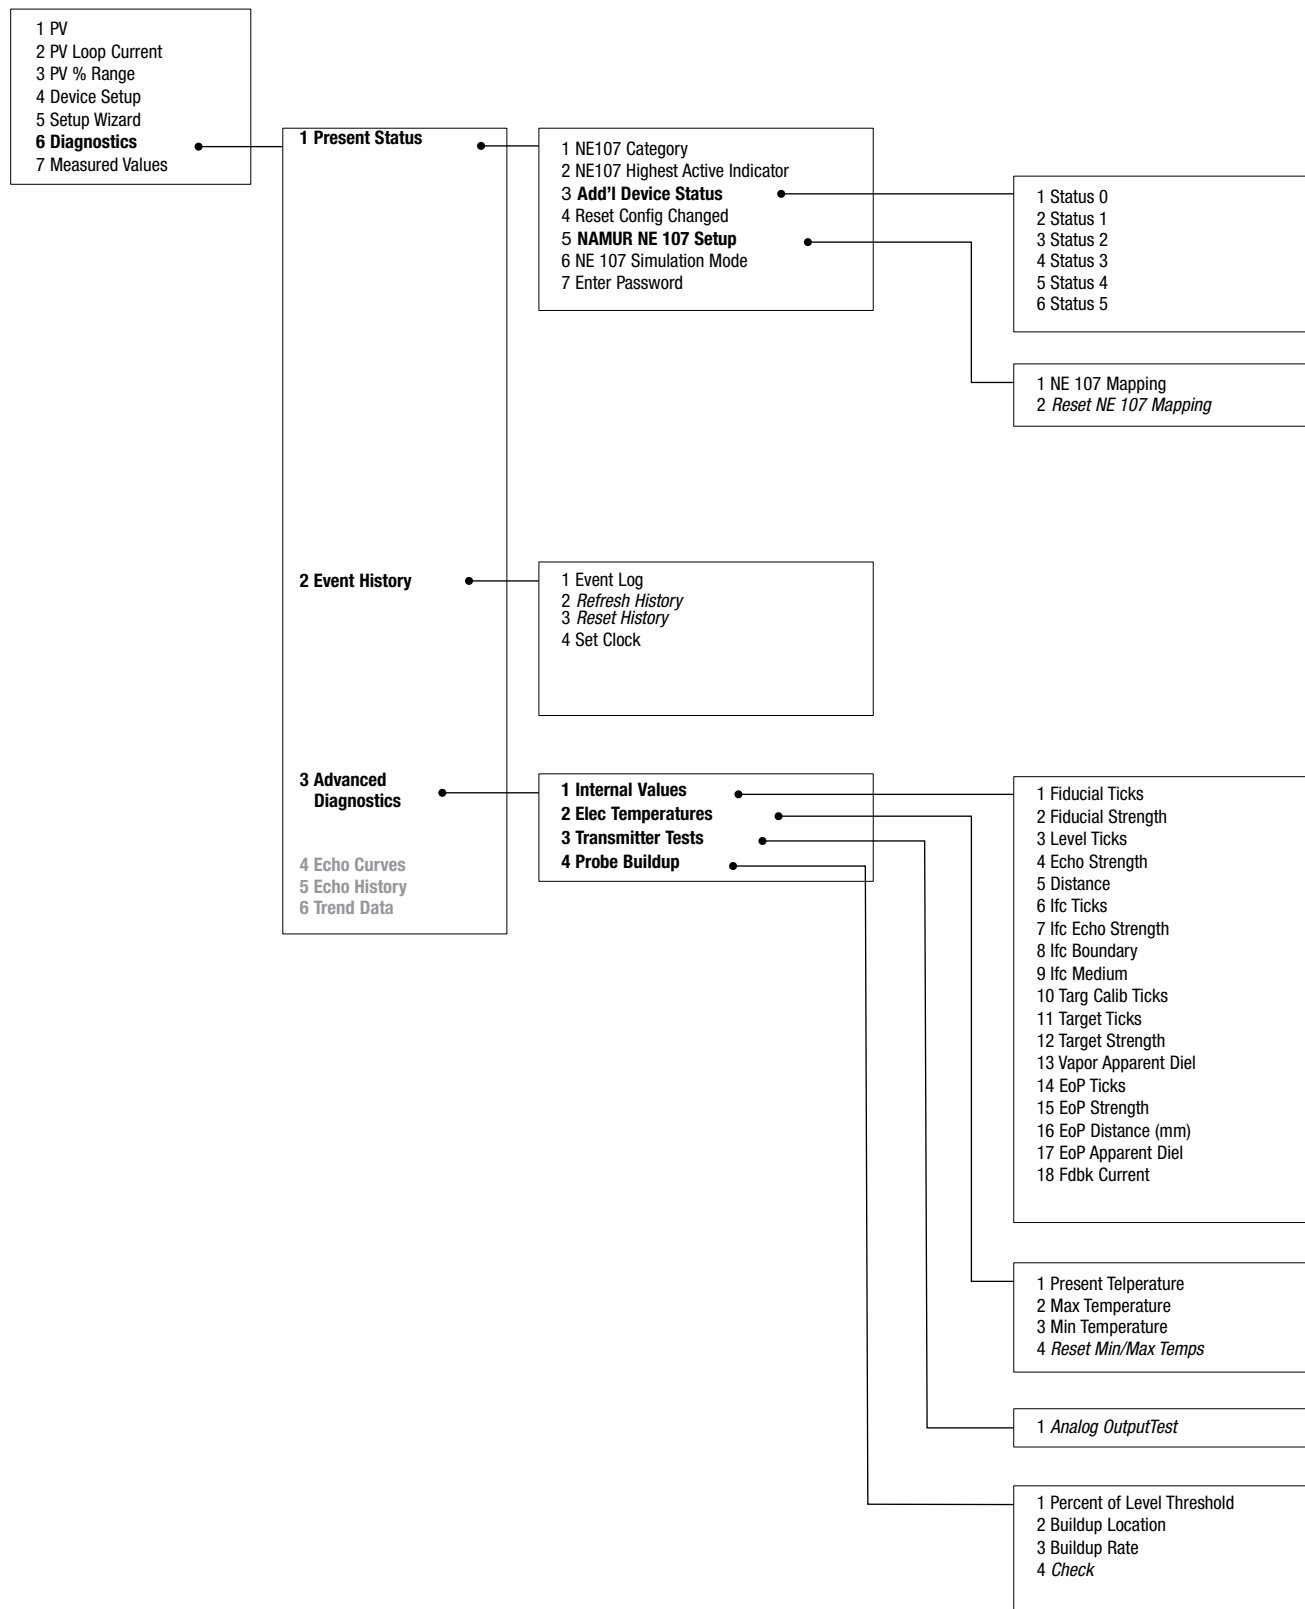 1 PV
2 PV Loop Current
3 PV % Range
4 Device Setup
5 Setup Wizard
6 Diagnostics
7 Measured Values
1 Present Status
1 NE107 Category
2 NE107 Highest Active Indicator
3 Add'l Device Status
4 Reset Config Changed
5 NAMUR NE 107 Setup
6 NE 107 Simulation Mode
7 Enter Password
1 Status 0
2 Status 1
3 Status 2
4 Status 3
5 Status 4
6 Status 5
1 NE 107 Mapping
2 Reset NE 107 Mapping
2 Event History
1 Event Log
2 Refresh History
3 Reset History
4 Set Clock
3 Advanced
Diagnostics
4 Echo Curves
5 Echo History
6 Trend Data
1 Internal Values
2 Elec Temperatures
3 Transmitter Tests
4 Probe Buildup
1 Fiducial Ticks
2 Fiducial Strength
3 Level Ticks
4 Echo Strength
5 Distance
6 Ifc Ticks
7 Ifc Echo Strength
8 Ifc Boundary
9 Ifc Medium
10 Targ Calib Ticks
11 Target Ticks
12 Target Strength
13 Vapor Apparent Diel
14 EoP Ticks
15 EoP Strength
16 EoP Distance (mm)
17 EoP Apparent Diel
18 Fdbk Current
1 Present Telperature
2 Max Temperature
3 Min Temperature
4 Reset Min/Max Temps
1 Analog OutputTest
1 Percent of Level Threshold
2 Buildup Location
3 Buildup Rate
4 Check